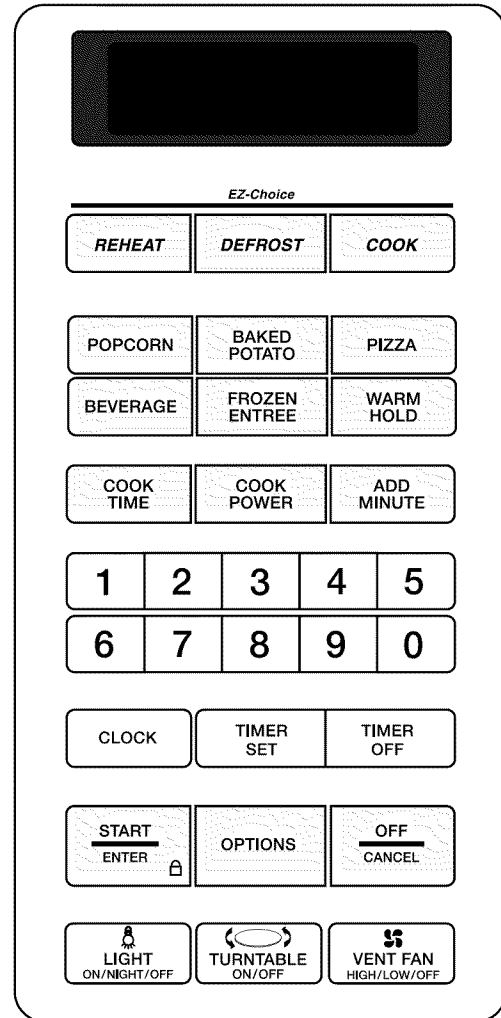 EZ-Choice
REHEAT DEFROST COOK
POPCORN BAKED POTATO PIZZA
BEVERAGE FROZEN ENTREE WARM HOLD
COOK TIME COOK POWER ADD MINUTE
1 2 3 4 5
6 7 8 9 0
CLOCK TIMER SET TIMER OFF
START ENTER OPTIONS OFF CANCEL
LIGHT ON/NIGHT/OFF TURNTABLE ON/OFF VENT FAN HIGH/LOW/OFF